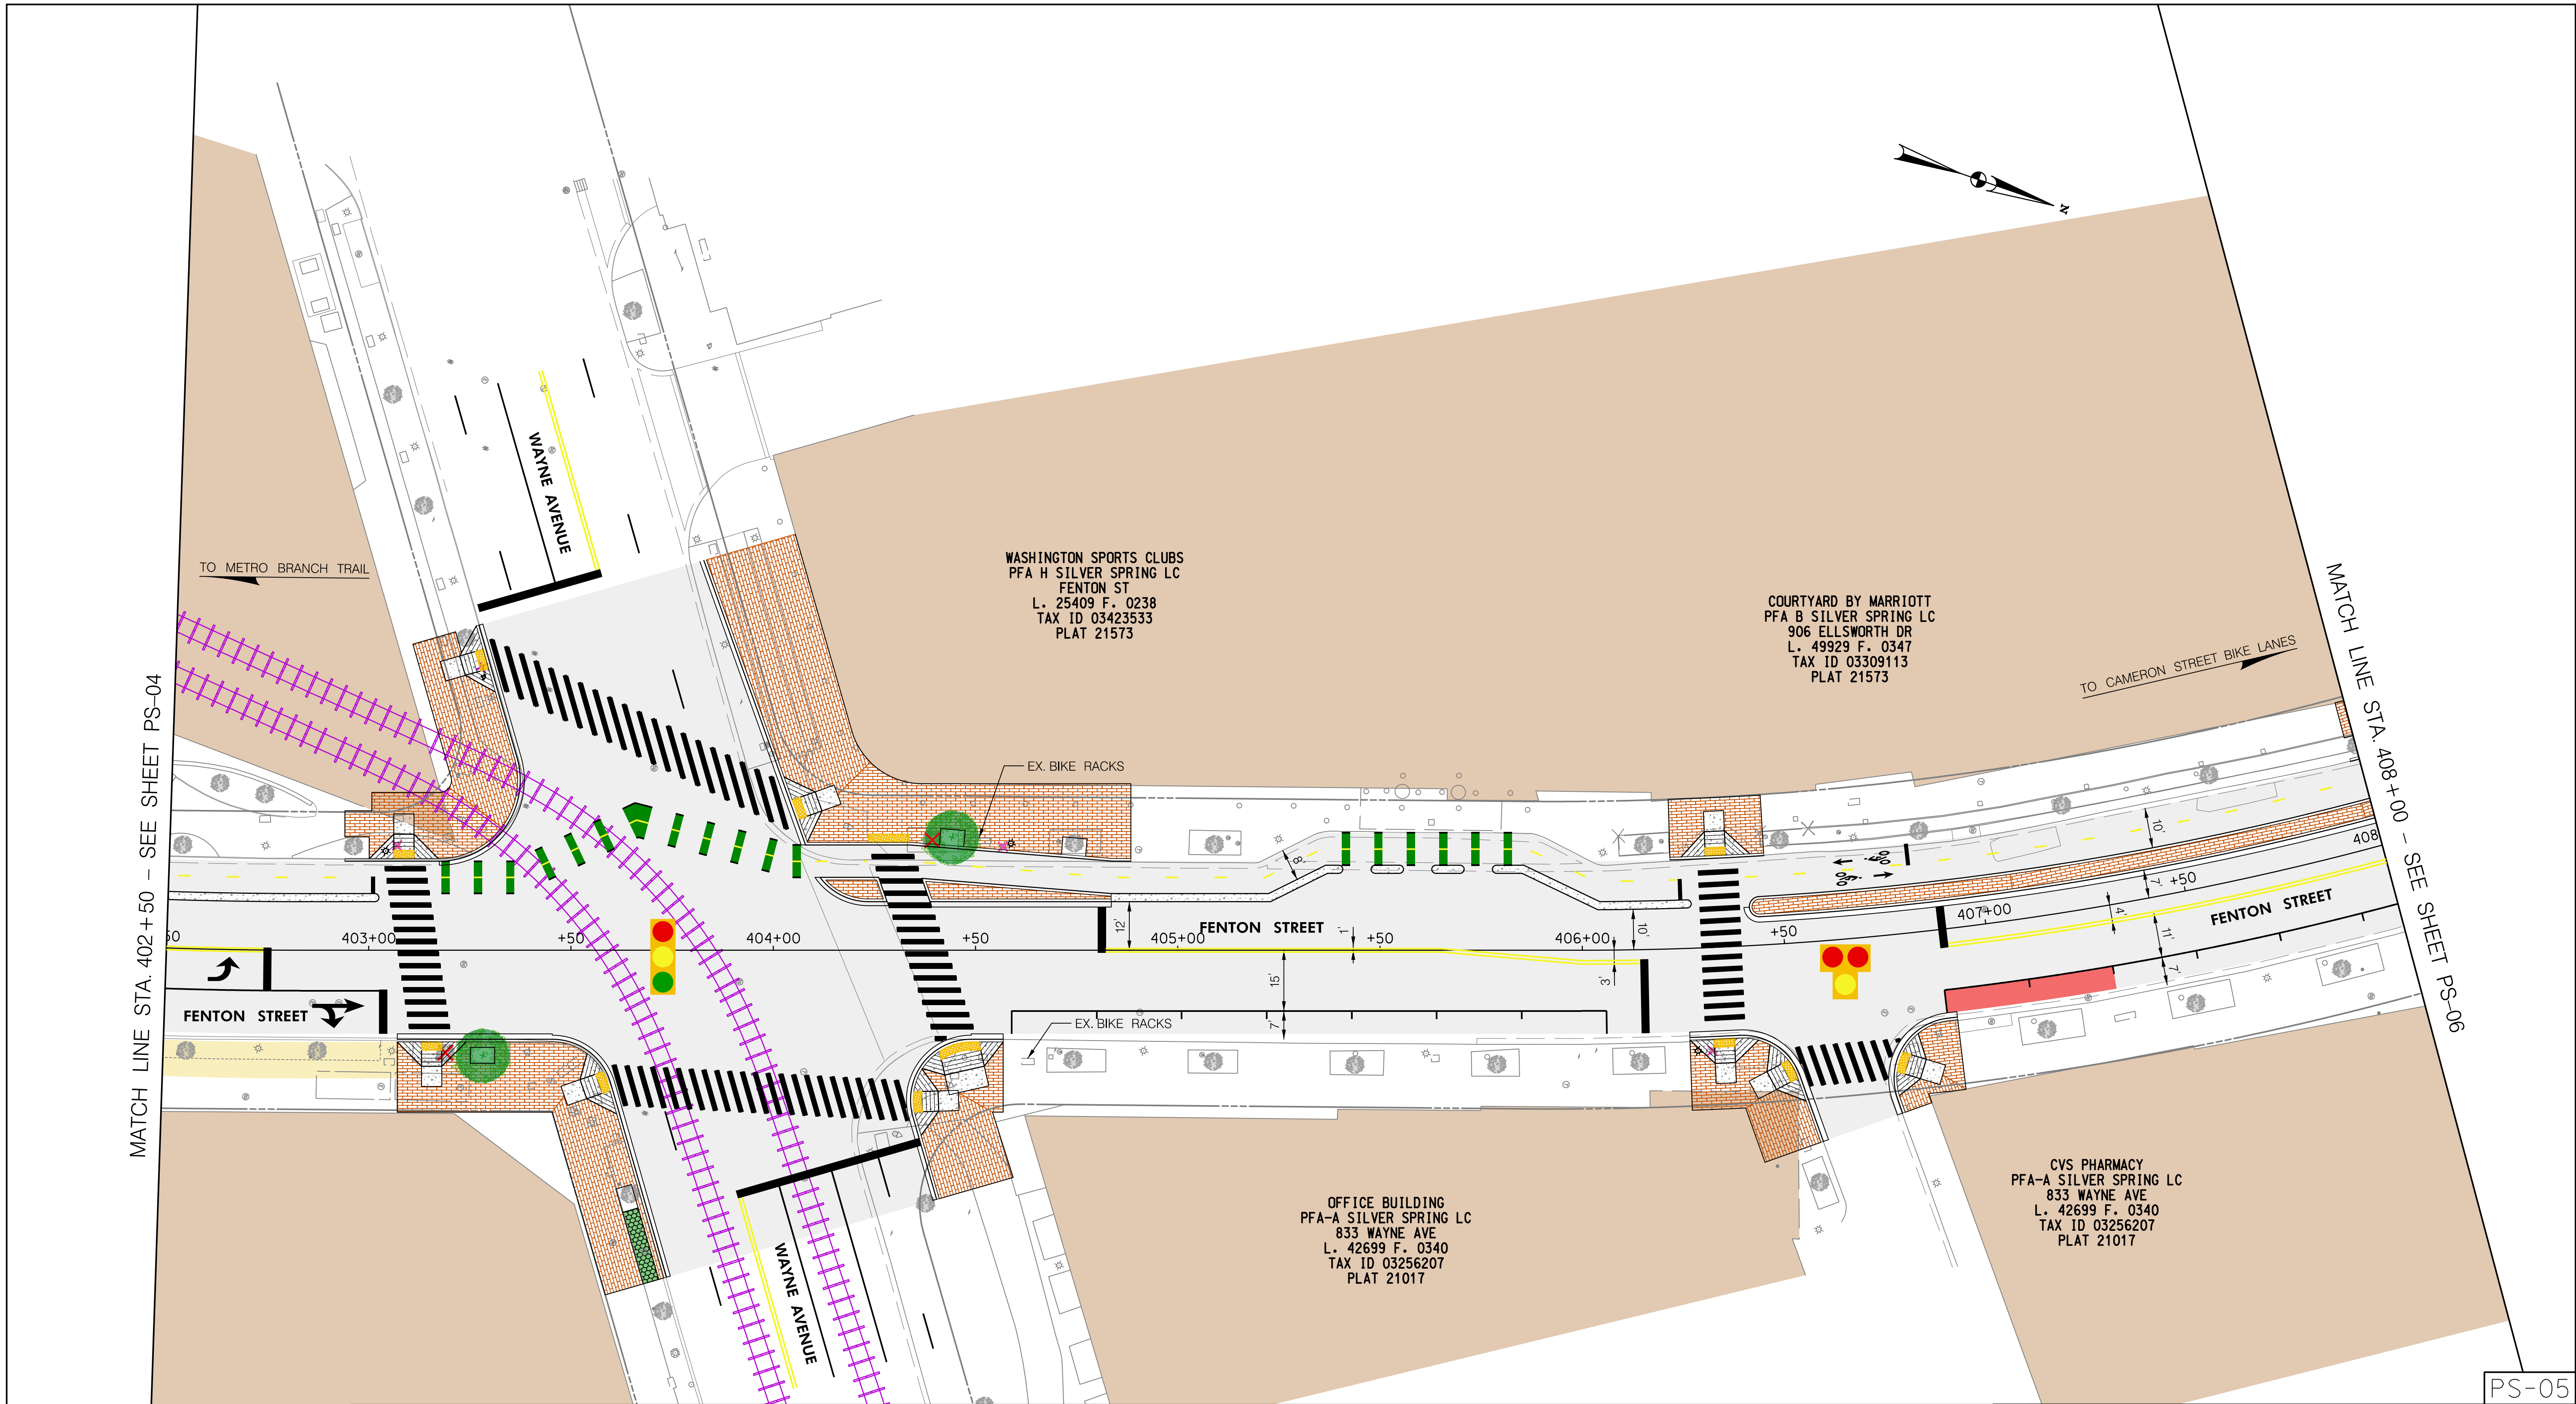 MATCH LINE STA. 402+50 - SEE SHEET PS-04
TO METRO BRANCH TRAIL
WAYNE AVENUE
WASHINGTON SPORTS CLUBS
PFA H SILVER SPRING LC
FENTON ST
L. 25409 F. 0238
TAX ID 03423533
PLAT 21573
COURTYARD BY MARRIOTT
PFA B SILVER SPRING LC
906 ELLSWORTH DR
L. 49929 F. 0347
TAX ID 03309113
PLAT 21573
TO CAMERON STREET BIKE LANES
MATCH LINE STA. 408+00 - SEE SHEET PS-06
N
EX. BIKE RACKS
8'
10'
7'
4'
11'
7'
12'
1'
10'
15'
3'
7'
50
403+00
+50
404+00
+50
405+00
+50
406+00
+50
407+00
+50
408
FENTON STREET
FENTON STREET
FENTON STREET
EX. BIKE RACKS
WAYNE AVENUE
OFFICE BUILDING
PFA-A SILVER SPRING LC
833 WAYNE AVE
L. 42699 F. 0340
TAX ID 03256207
PLAT 21017
CVS PHARMACY
PFA-A SILVER SPRING LC
833 WAYNE AVE
L. 42699 F. 0340
TAX ID 03256207
PLAT 21017
PS-05